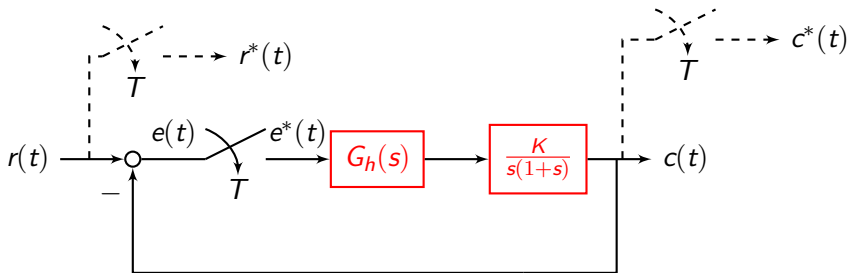 r*(t)
T
c*(t)
T
r(t)
e(t)
e*(t)
T
G_h(s)
K
s(1+s)
c(t)
−